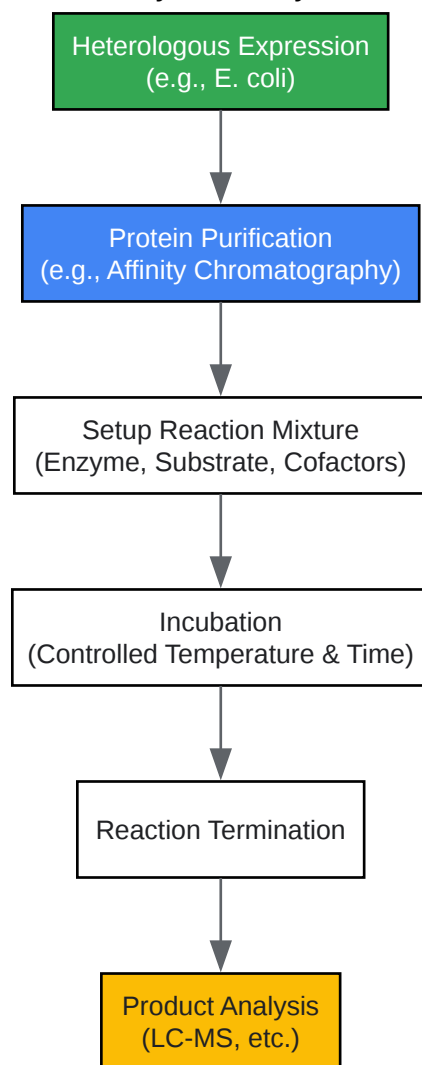 Heterologous Expression
(e.g., E. coli)
Protein Purification
(e.g., Affinity Chromatography)
Setup Reaction Mixture
(Enzyme, Substrate, Cofactors)
Incubation
(Controlled Temperature & Time)
Reaction Termination
Product Analysis
(LC-MS, etc.)